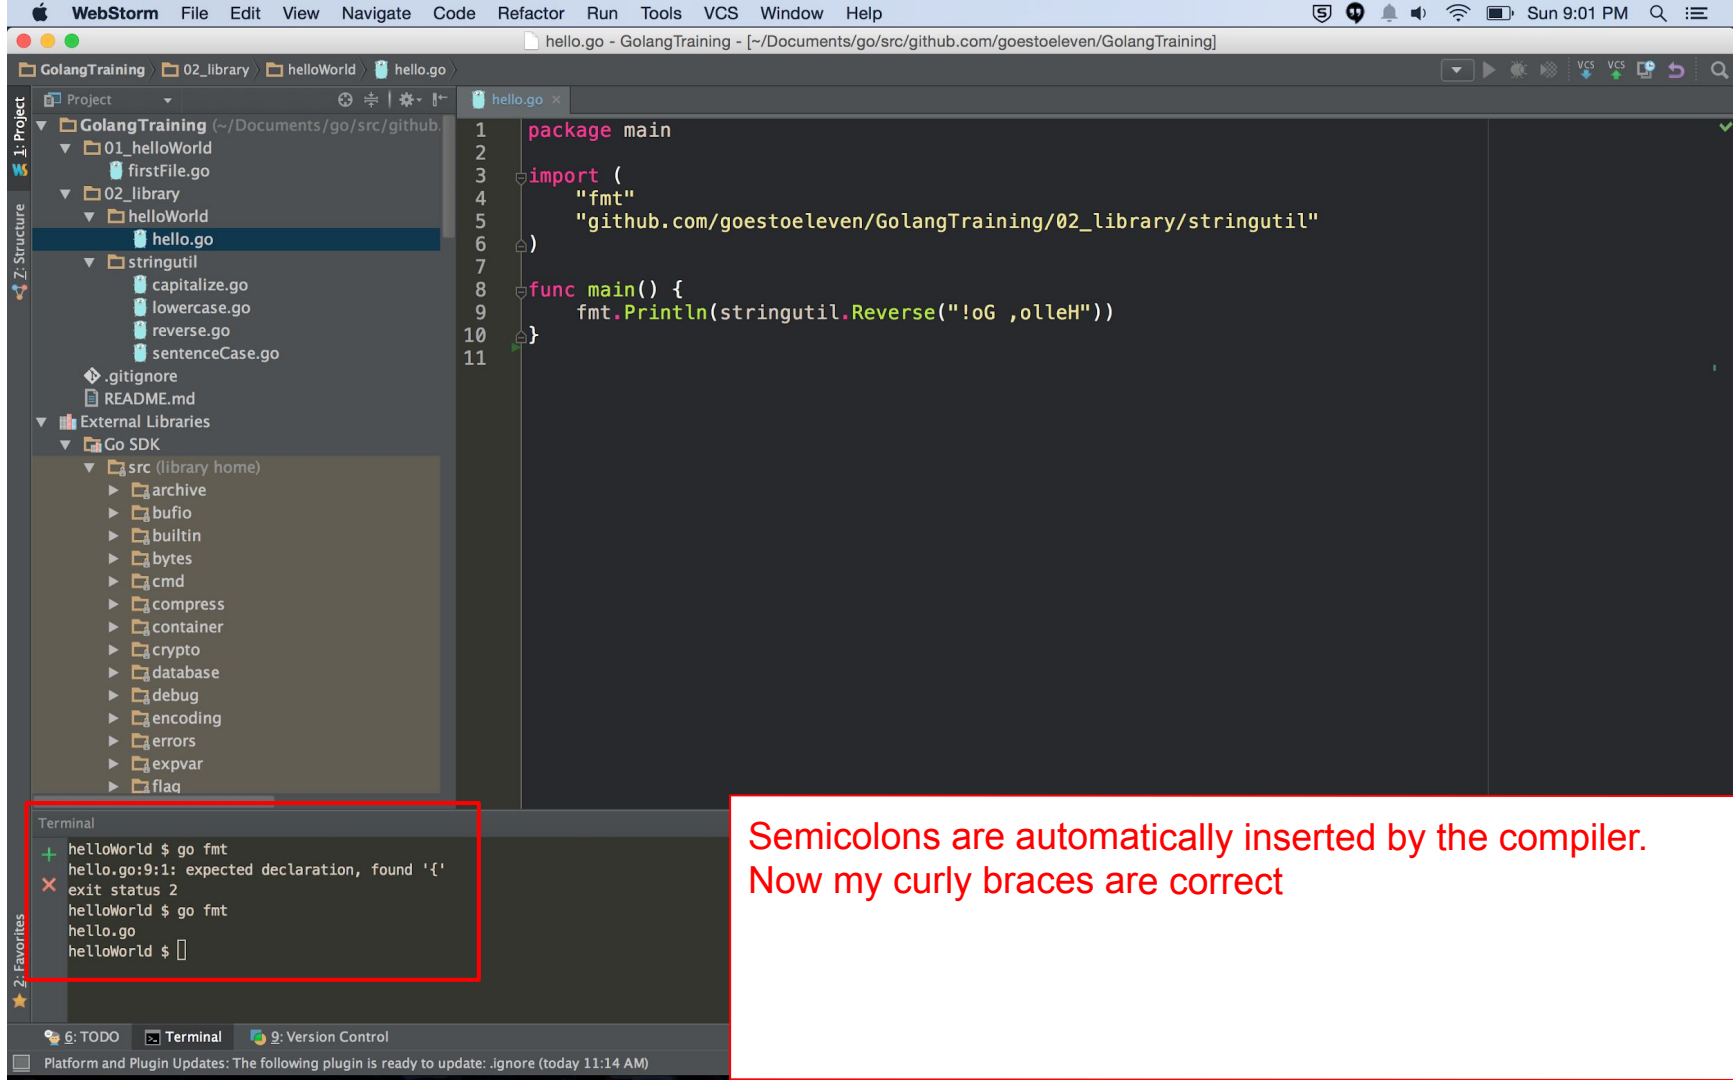 WebStorm File Edit View Navigate Code Refactor Run Tools VCS Window Help Sun 9:01 PM
hello.go - GolangTraining - [~/Documents/go/src/github.com/goestoeleven/GolangTraining]
GolangTraining 02_library helloWorld hello.go VCS VCS
1: Project
Z: Structure
2: Favorites
Project
GolangTraining (~/Documents/go/src/github.
01_helloWorld
firstFile.go
02_library
helloWorld
hello.go
stringutil
capitalize.go
lowercase.go
reverse.go
sentenceCase.go
.gitignore
README.md
External Libraries
Go SDK
src (library home)
archive
bufio
builtin
bytes
cmd
compress
container
crypto
database
debug
encoding
errors
expvar
flag
hello.go ×
1 package main
2
3 import (
4 "fmt"
5 "github.com/goestoeleven/GolangTraining/02_library/stringutil"
6 )
7
8 func main() {
9 fmt.Println(stringutil.Reverse("!oG ,olleH"))
10 }
11
Terminal
helloWorld $ go fmt
hello.go:9:1: expected declaration, found '{'
exit status 2
helloWorld $ go fmt
hello.go
helloWorld $
Semicolons are automatically inserted by the compiler.
Now my curly braces are correct
6: TODO Terminal 9: Version Control
Platform and Plugin Updates: The following plugin is ready to update: .ignore (today 11:14 AM)